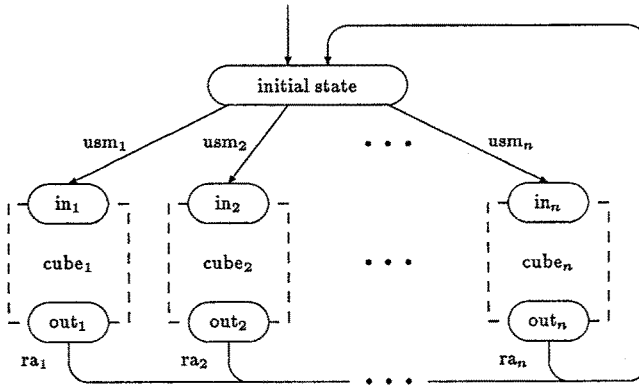 initial state
usm₁ usm₂ • • • usmₙ
in₁ in₂ inₙ
cube₁ cube₂ • • • cubeₙ
out₁ out₂ outₙ
ra₁ ra₂ • • • raₙ